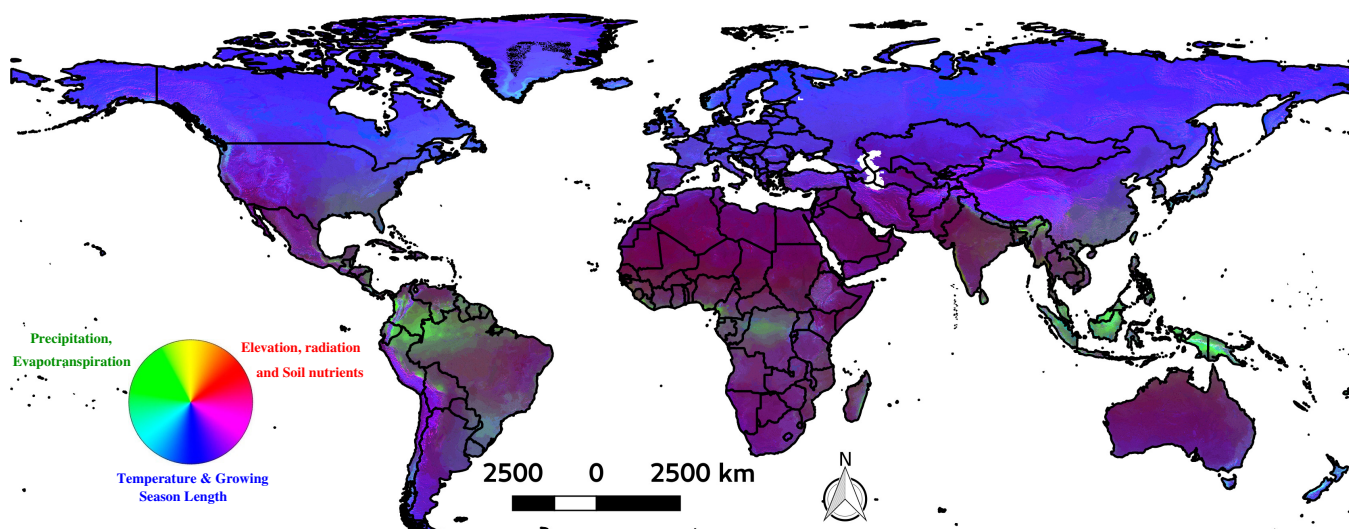 Precipitation,
Evapotranspiration
Elevation, radiation
and Soil nutrients
Temperature & Growing
Season Length
2500 0 2500 km
N